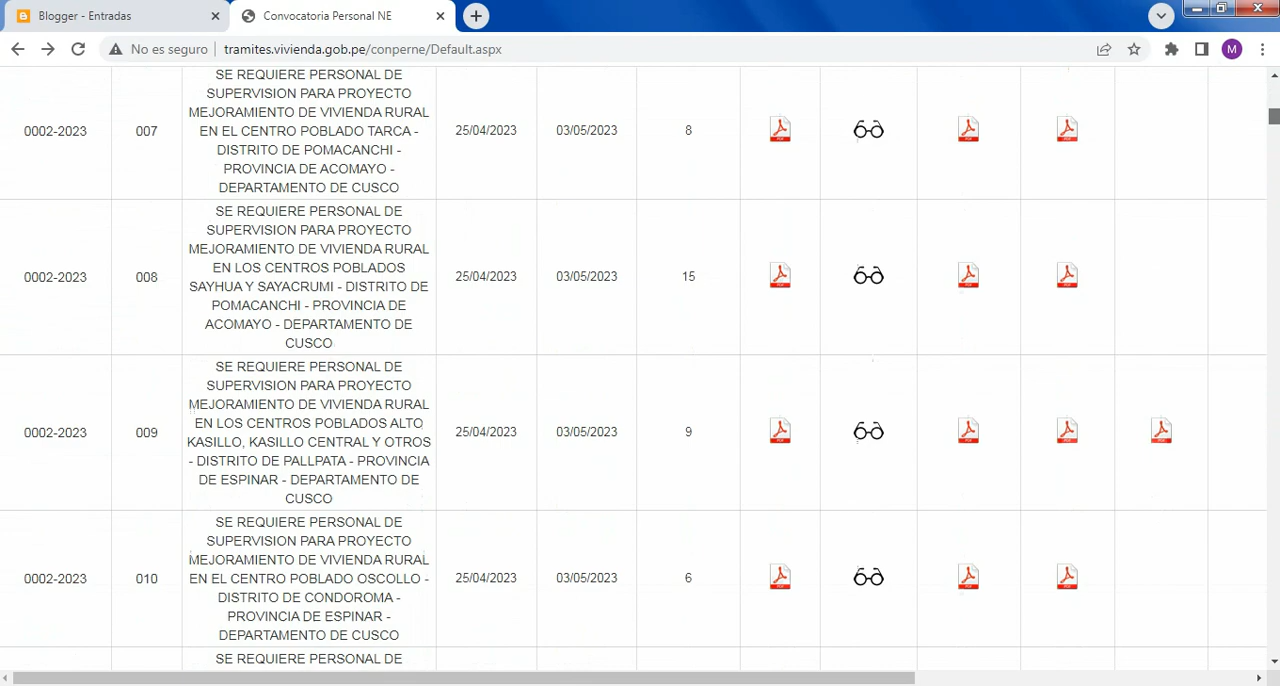 Blogger - Entradas
Convocatoria Personal NE
No es seguro
tramites.vivienda.gob.pe/conperne/Default.aspx
M
0002-2023
007
SE REQUIERE PERSONAL DE
SUPERVISION PARA PROYECTO
MEJORAMIENTO DE VIVIENDA RURAL
EN EL CENTRO POBLADO TARCA -
DISTRITO DE POMACANCHI -
PROVINCIA DE ACOMAYO -
DEPARTAMENTO DE CUSCO
25/04/2023
03/05/2023
8
0002-2023
008
SE REQUIERE PERSONAL DE
SUPERVISION PARA PROYECTO
MEJORAMIENTO DE VIVIENDA RURAL
EN LOS CENTROS POBLADOS
SAYHUA Y SAYACRUMI - DISTRITO DE
POMACANCHI - PROVINCIA DE
ACOMAYO - DEPARTAMENTO DE
CUSCO
25/04/2023
03/05/2023
15
0002-2023
009
SE REQUIERE PERSONAL DE
SUPERVISION PARA PROYECTO
MEJORAMIENTO DE VIVIENDA RURAL
EN LOS CENTROS POBLADOS ALTO
KASILLO, KASILLO CENTRAL Y OTROS
- DISTRITO DE PALLPATA - PROVINCIA
DE ESPINAR - DEPARTAMENTO DE
CUSCO
25/04/2023
03/05/2023
9
0002-2023
010
SE REQUIERE PERSONAL DE
SUPERVISION PARA PROYECTO
MEJORAMIENTO DE VIVIENDA RURAL
EN EL CENTRO POBLADO OSCOLLO -
DISTRITO DE CONDOROMA -
PROVINCIA DE ESPINAR -
DEPARTAMENTO DE CUSCO
25/04/2023
03/05/2023
6
SE REQUIERE PERSONAL DE